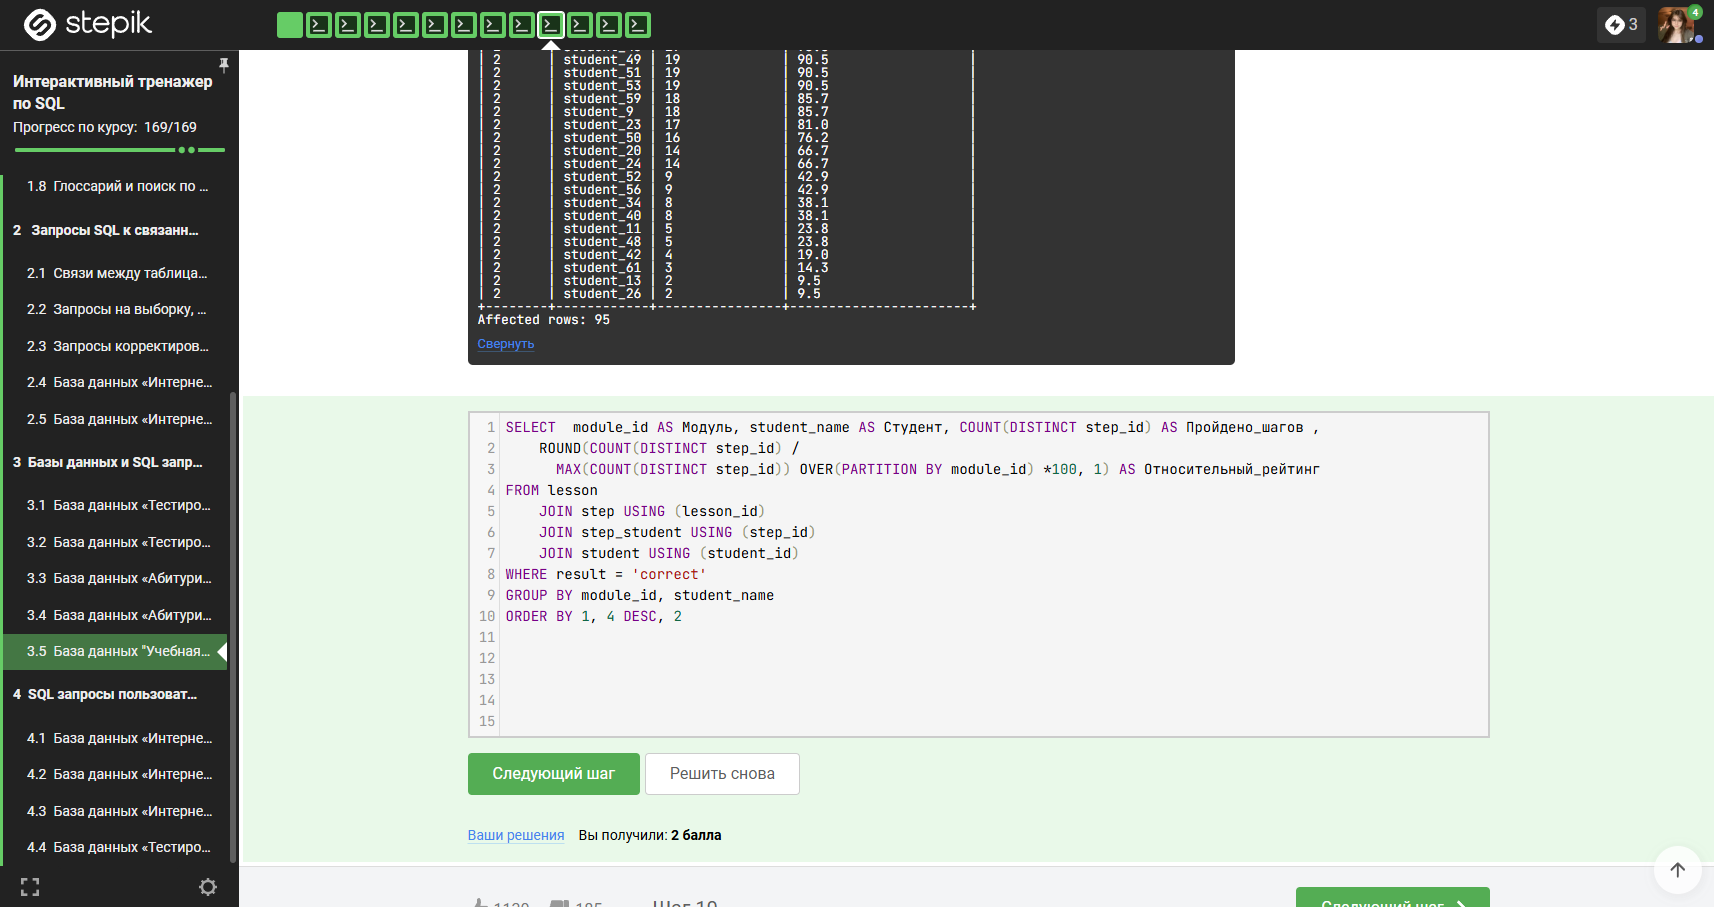 stepik
3
4
Интерактивный тренажер
по SQL
Прогресс по курсу: 169/169
1.8 Глоссарий и поиск по ...
2 Запросы SQL к связанн...
2.1 Связи между таблица...
2.2 Запросы на выборку, ...
2.3 Запросы корректиров...
2.4 База данных «Интерне...
2.5 База данных «Интерне...
3 Базы данных и SQL запр...
3.1 База данных «Тестиро...
3.2 База данных «Тестиро...
3.3 База данных «Абитури...
3.4 База данных «Абитури...
3.5 База данных "Учебная...
4 SQL запросы пользоват...
4.1 База данных «Интерне...
4.2 База данных «Интерне...
4.3 База данных «Интерне...
4.4 База данных «Тестиро...
| 2 | student_49 | 19 | 90.5 |
| 2 | student_51 | 19 | 90.5 |
| 2 | student_53 | 19 | 90.5 |
| 2 | student_59 | 18 | 85.7 |
| 2 | student_9 | 18 | 85.7 |
| 2 | student_23 | 17 | 81.0 |
| 2 | student_50 | 16 | 76.2 |
| 2 | student_20 | 14 | 66.7 |
| 2 | student_24 | 14 | 66.7 |
| 2 | student_52 | 9 | 42.9 |
| 2 | student_56 | 9 | 42.9 |
| 2 | student_34 | 8 | 38.1 |
| 2 | student_40 | 8 | 38.1 |
| 2 | student_11 | 5 | 23.8 |
| 2 | student_48 | 5 | 23.8 |
| 2 | student_42 | 4 | 19.0 |
| 2 | student_61 | 3 | 14.3 |
| 2 | student_13 | 2 | 9.5 |
| 2 | student_26 | 2 | 9.5 |
+--------+------------+----------------+-----------------------+
Affected rows: 95
Свернуть
1 SELECT  module_id AS Модуль, student_name AS Студент, COUNT(DISTINCT step_id) AS Пройдено_шагов ,
2     ROUND(COUNT(DISTINCT step_id) /
3       MAX(COUNT(DISTINCT step_id)) OVER(PARTITION BY module_id) *100, 1) AS Относительный_рейтинг
4 FROM lesson
5     JOIN step USING (lesson_id)
6     JOIN step_student USING (step_id)
7     JOIN student USING (student_id)
8 WHERE result = 'correct'
9 GROUP BY module_id, student_name
10 ORDER BY 1, 4 DESC, 2
11
12
13
14
15
Следующий шаг
Решить снова
Ваши решения Вы получили: 2 балла
Шаг 10
Следующий шаг